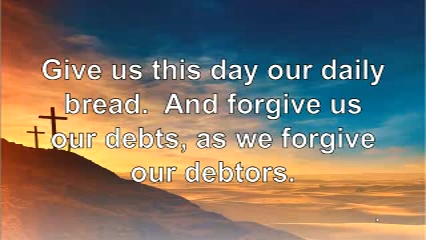 Give us this day our daily
bread.  And forgive us
our debts, as we forgive
our debtors.